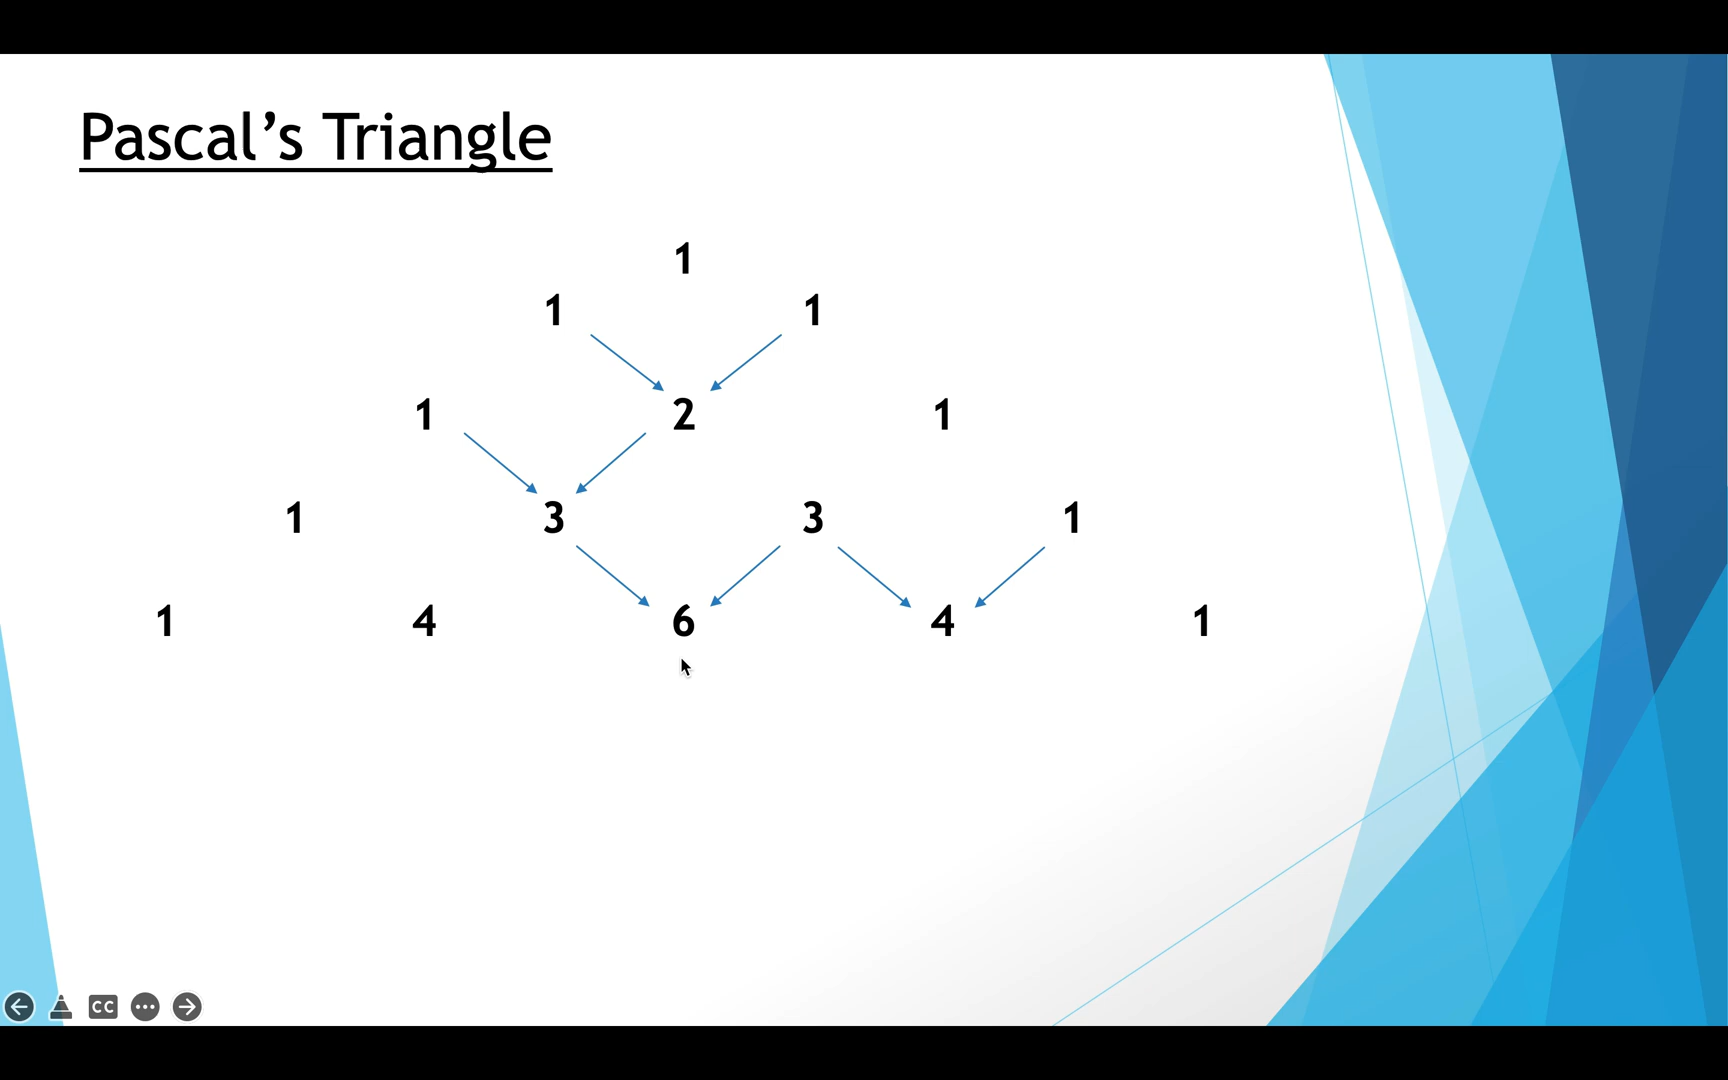 Pascal’s Triangle
1
1 1
1 2 1
1 3 3 1
1 4 6 4 1
CC